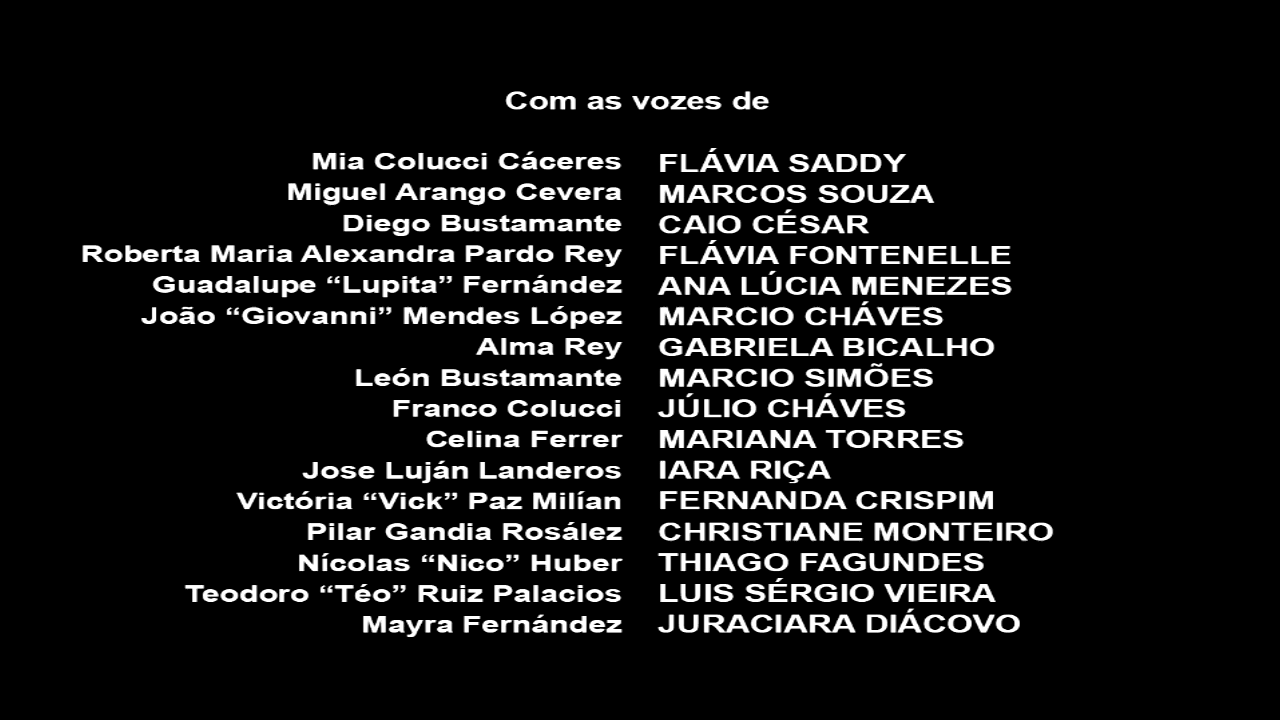 Com as vozes de
Mia Colucci Cáceres FLÁVIA SADDY
Miguel Arango Cevera MARCOS SOUZA
Diego Bustamante CAIO CÉSAR
Roberta Maria Alexandra Pardo Rey FLÁVIA FONTENELLE
Guadalupe “Lupita” Fernández ANA LÚCIA MENEZES
João “Giovanni” Mendes López MARCIO CHÁVES
Alma Rey GABRIELA BICALHO
León Bustamante MARCIO SIMÕES
Franco Colucci JÚLIO CHÁVES
Celina Ferrer MARIANA TORRES
Jose Luján Landeros IARA RIÇA
Victória “Vick” Paz Milían FERNANDA CRISPIM
Pilar Gandia Rosález CHRISTIANE MONTEIRO
Nícolas “Nico” Huber THIAGO FAGUNDES
Teodoro “Téo” Ruiz Palacios LUIS SÉRGIO VIEIRA
Mayra Fernández JURACIARA DIÁCOVO